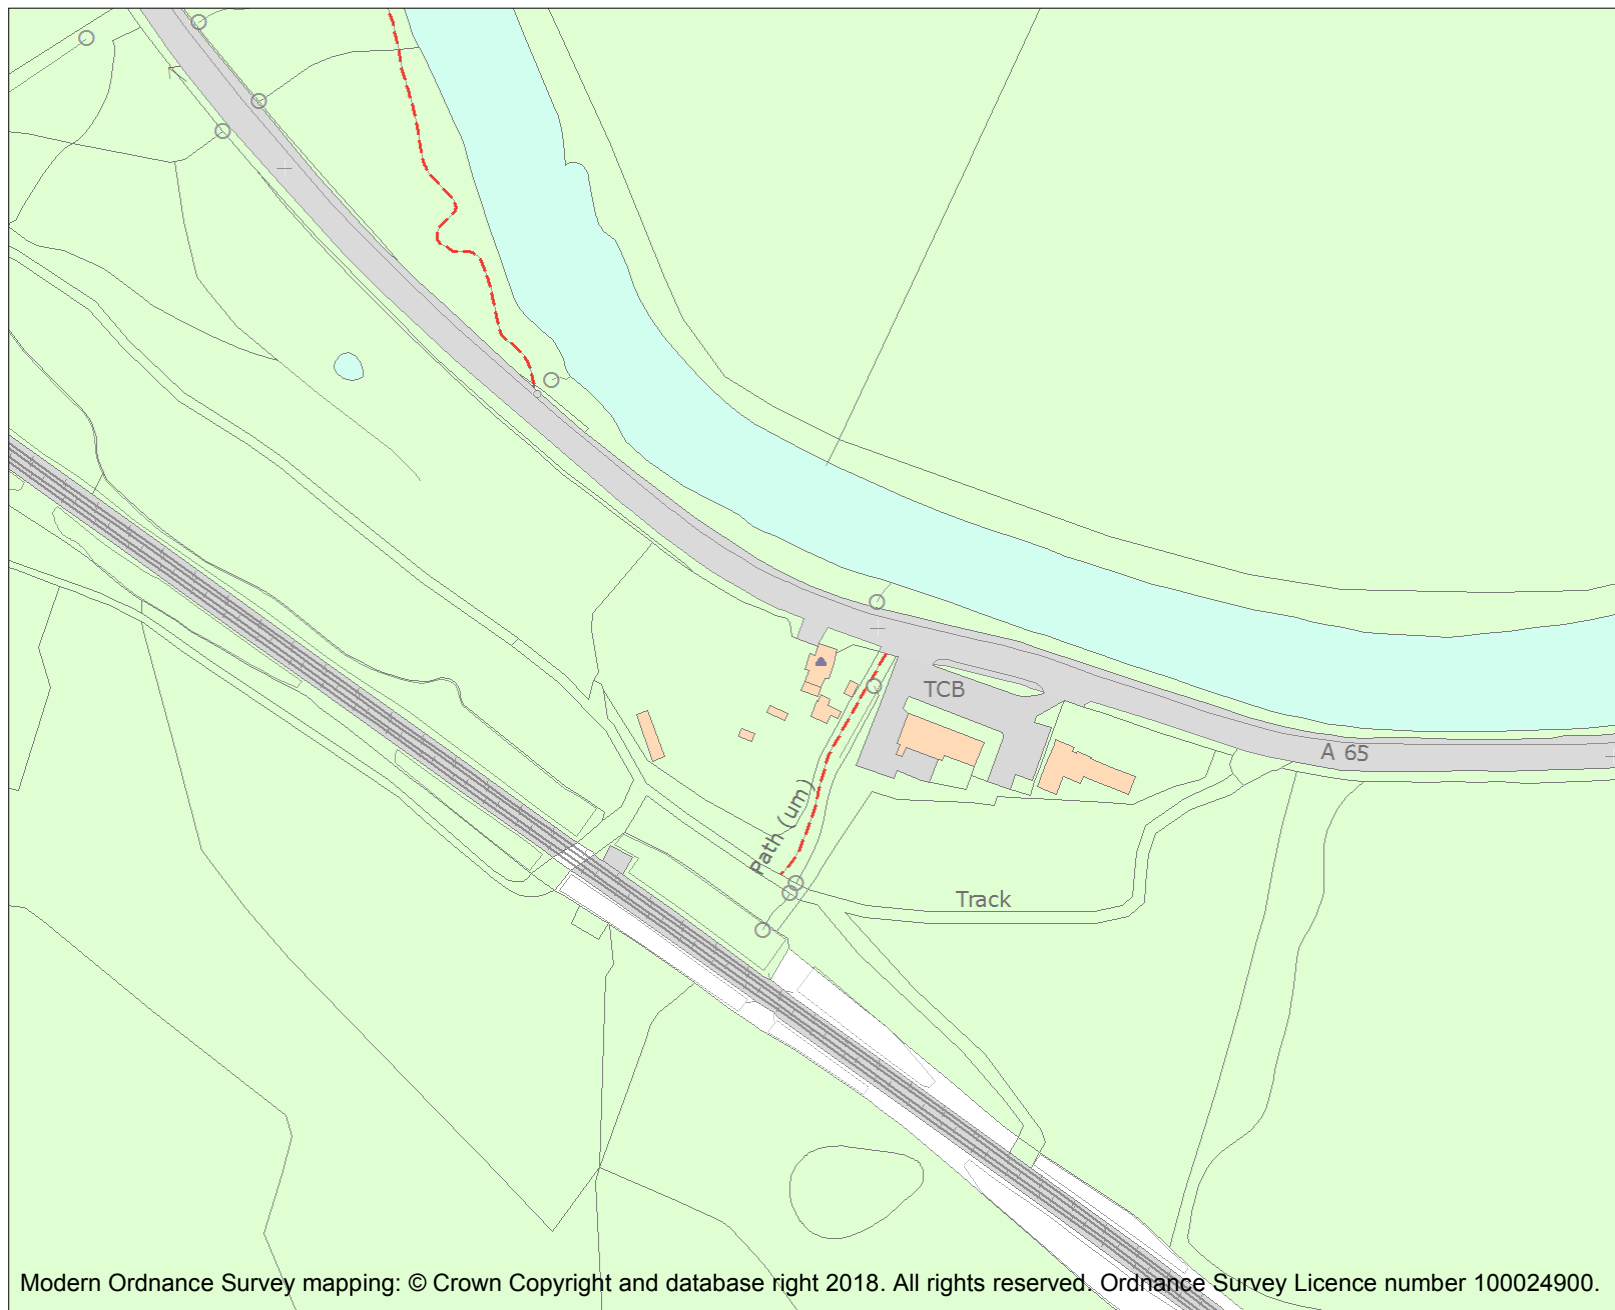 TCB
A 65
Path (um)
Track
Modern Ordnance Survey mapping: © Crown Copyright and database right 2018. All rights reserved. Ordnance Survey Licence number 100024900.